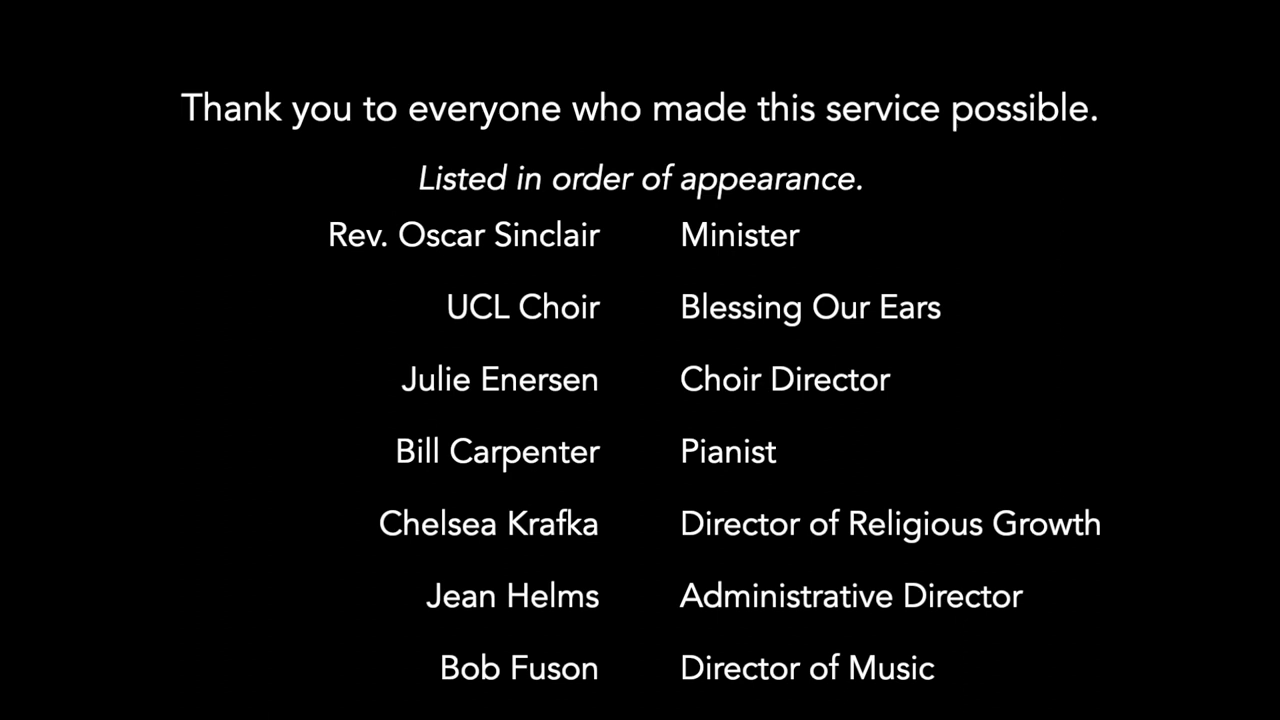 Thank you to everyone who made this service possible.
Listed in order of appearance.
Rev. Oscar Sinclair Minister
UCL Choir Blessing Our Ears
Julie Enersen Choir Director
Bill Carpenter Pianist
Chelsea Krafka Director of Religious Growth
Jean Helms Administrative Director
Bob Fuson Director of Music